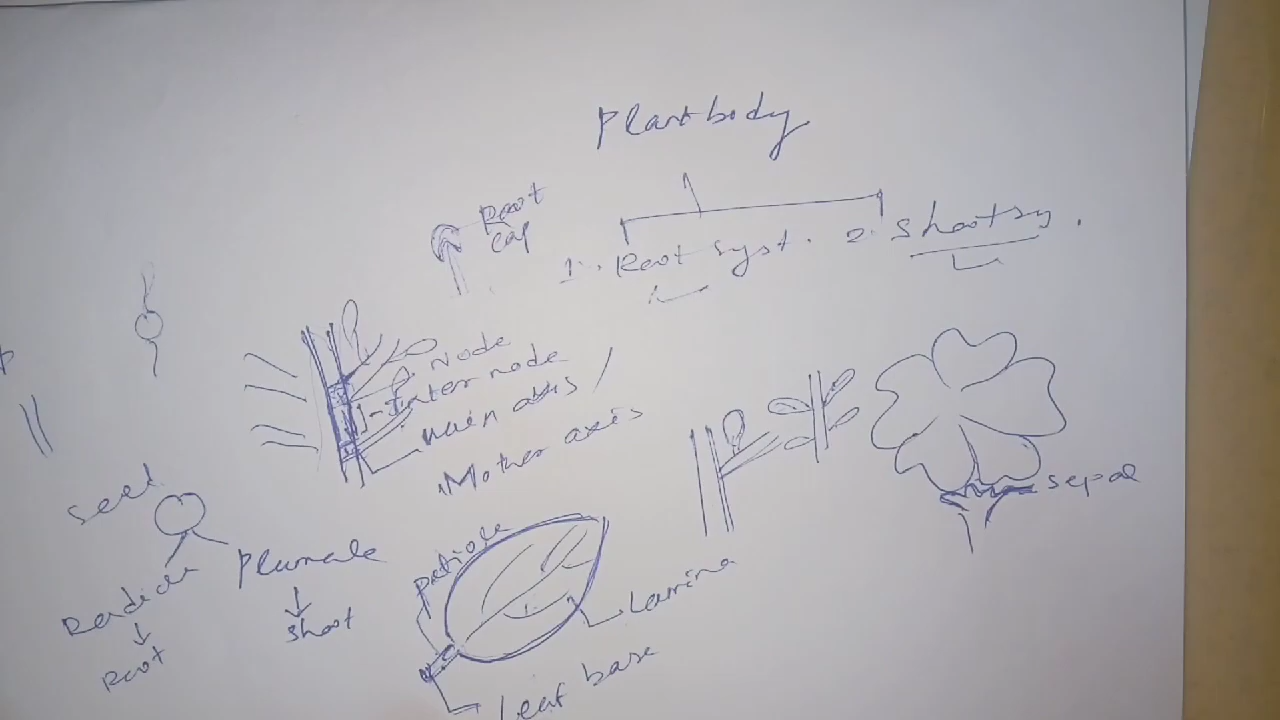 Plant body
1. Root syst. 2. Shoot sy.
Root
cap
Node
Inter node
main axis /
Mother axis
sepal
seed
Plumule
Radicle
Shoot
Root
petiole
Lamina
Leaf base